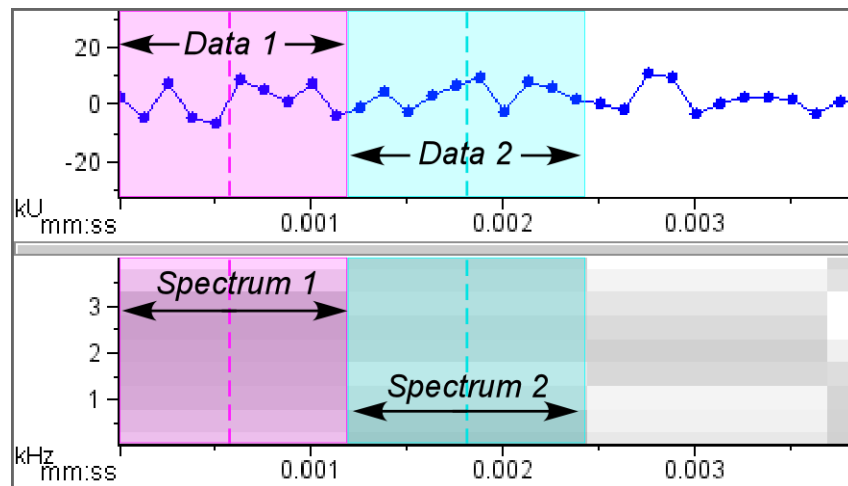 20
Data 1
0
-20
Data 2
kU
mm:ss 0.001 0.002 0.003
Spectrum 1
3
2
Spectrum 2
1
kHz
mm:ss 0.001 0.002 0.003